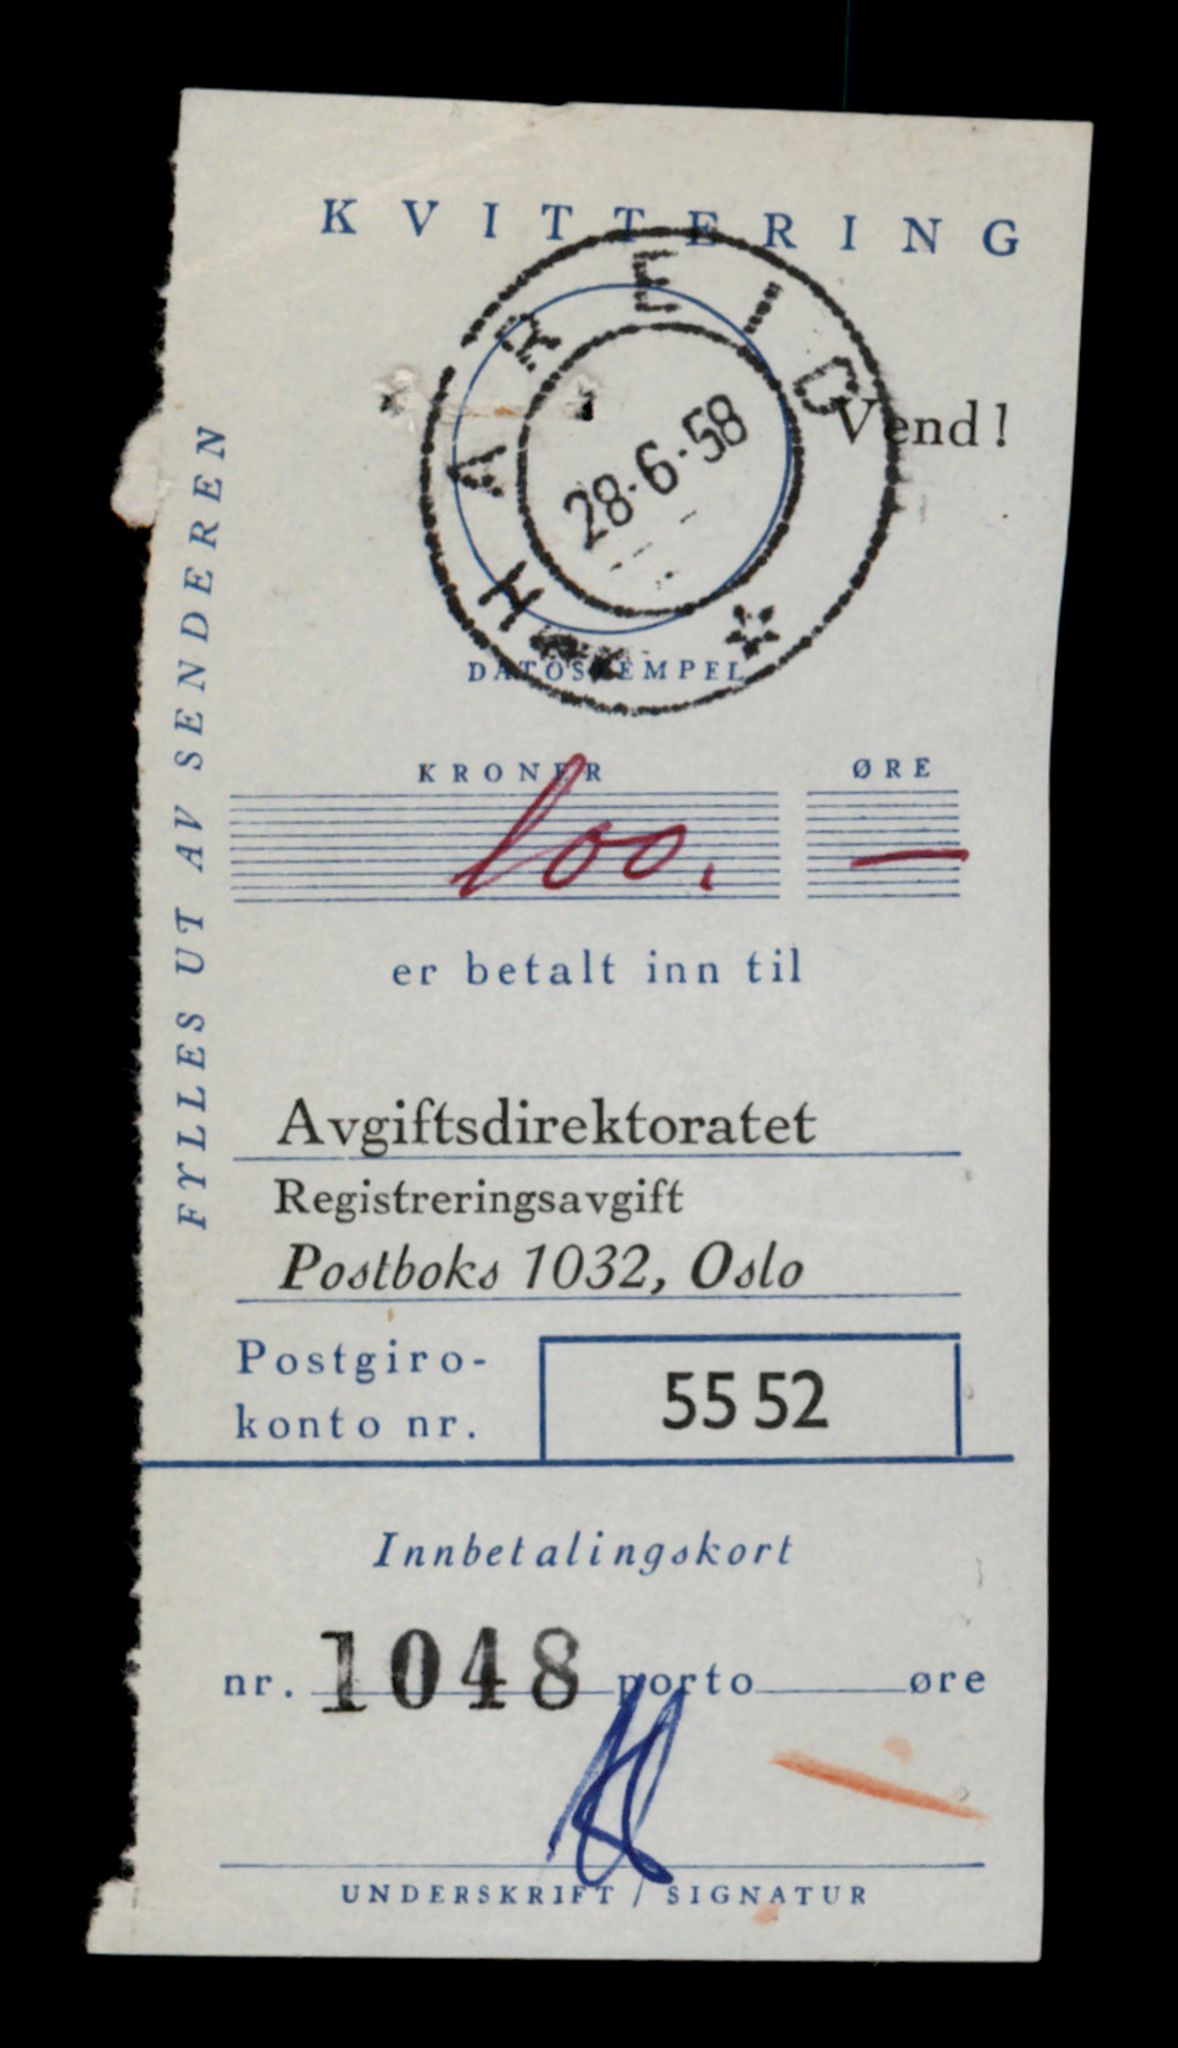 KVITTERING
HAREID
28.6.58
Vend!
DATOSTEMPEL
FYLLES UT AV SENDEREN
KRONER ØRE
100. —
er betalt inn til
Avgiftsdirektoratet
Registreringsavgift
Postboks 1032, Oslo
Postgiro-
konto nr. 5552
Innbetalingskort
nr. 1048 porto øre
UNDERSKRIFT / SIGNATUR